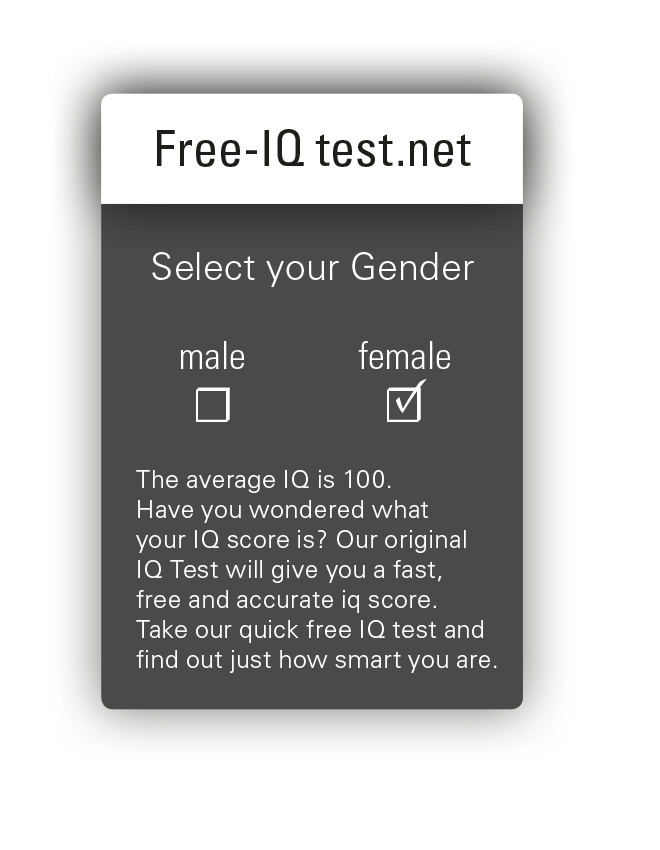 Free-IQ test.net
Select your Gender
male female
The average IQ is 100.
Have you wondered what
your IQ score is? Our original
IQ Test will give you a fast,
free and accurate iq score.
Take our quick free IQ test and
find out just how smart you are.